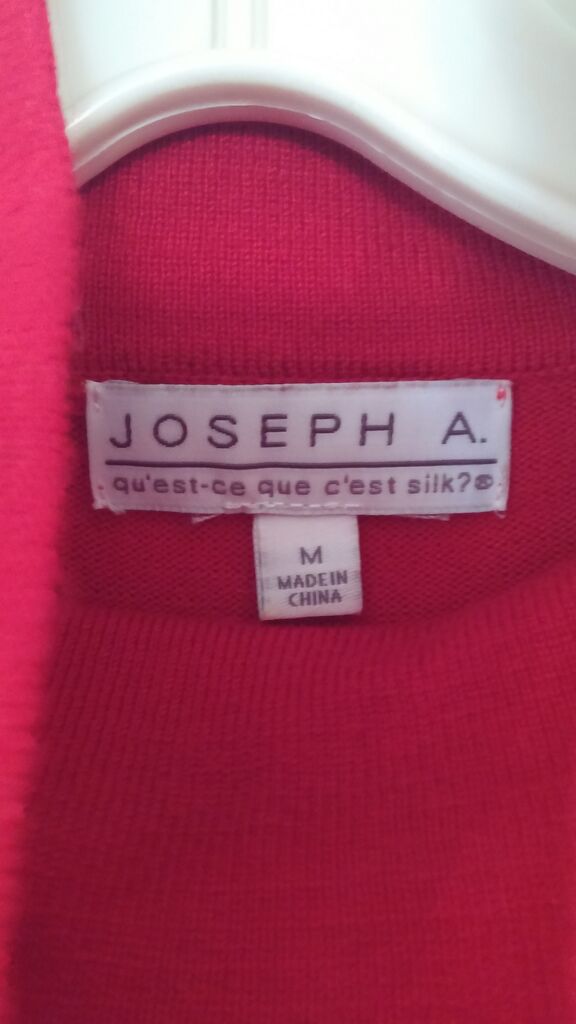 JOSEPH A.
qu'est-ce que c'est silk?®
M
MADE IN
CHINA